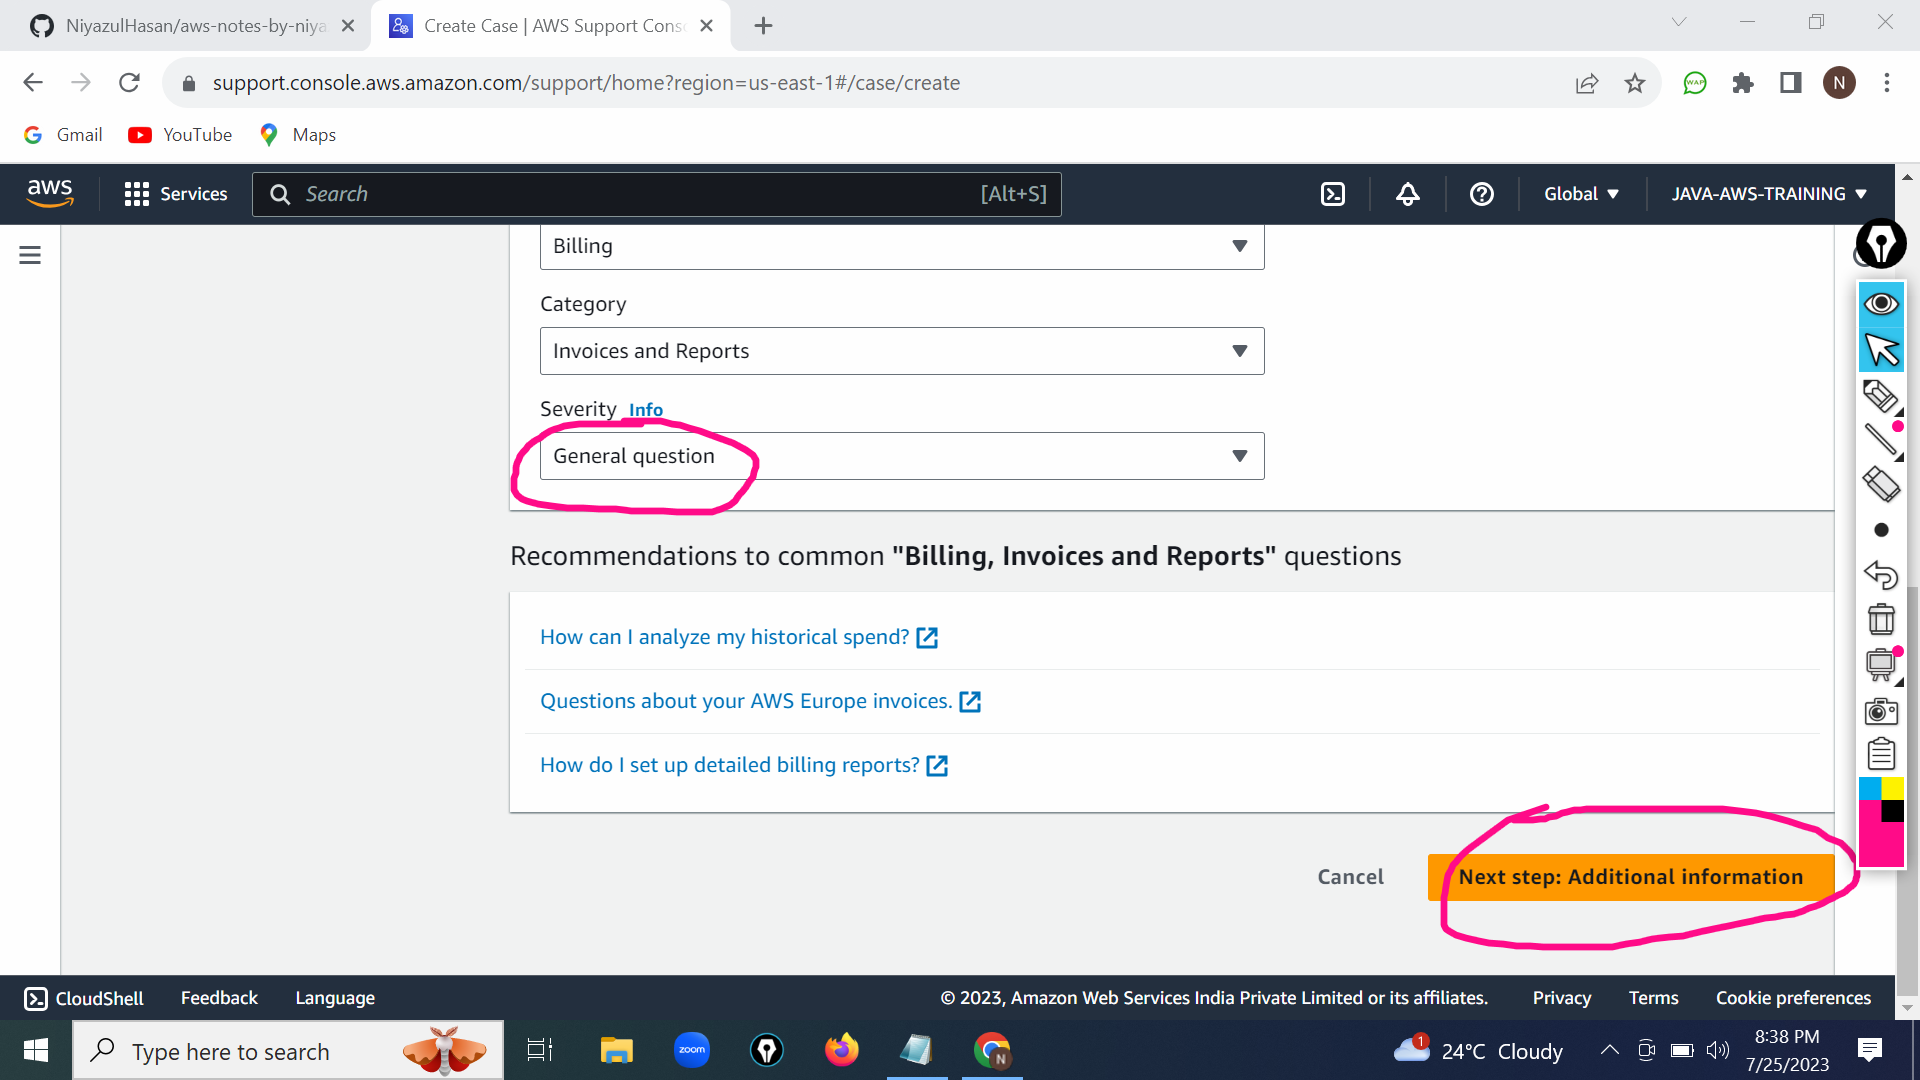 NiyazulHasan/aws-notes-by-niya
Create Case | AWS Support Cons
support.console.aws.amazon.com/support/home?region=us-east-1#/case/create
WAP
N
Gmail
YouTube
Maps
aws
Services
Search
[Alt+S]
Global
JAVA-AWS-TRAINING
Billing
Category
Invoices and Reports
Severity Info
General question
Recommendations to common "Billing, Invoices and Reports" questions
How can I analyze my historical spend?
Questions about your AWS Europe invoices.
How do I set up detailed billing reports?
Cancel
Next step: Additional information
CloudShell
Feedback
Language
© 2023, Amazon Web Services India Private Limited or its affiliates.
Privacy
Terms
Cookie preferences
Type here to search
zoom
N
1
24°C Cloudy
8:38 PM
7/25/2023